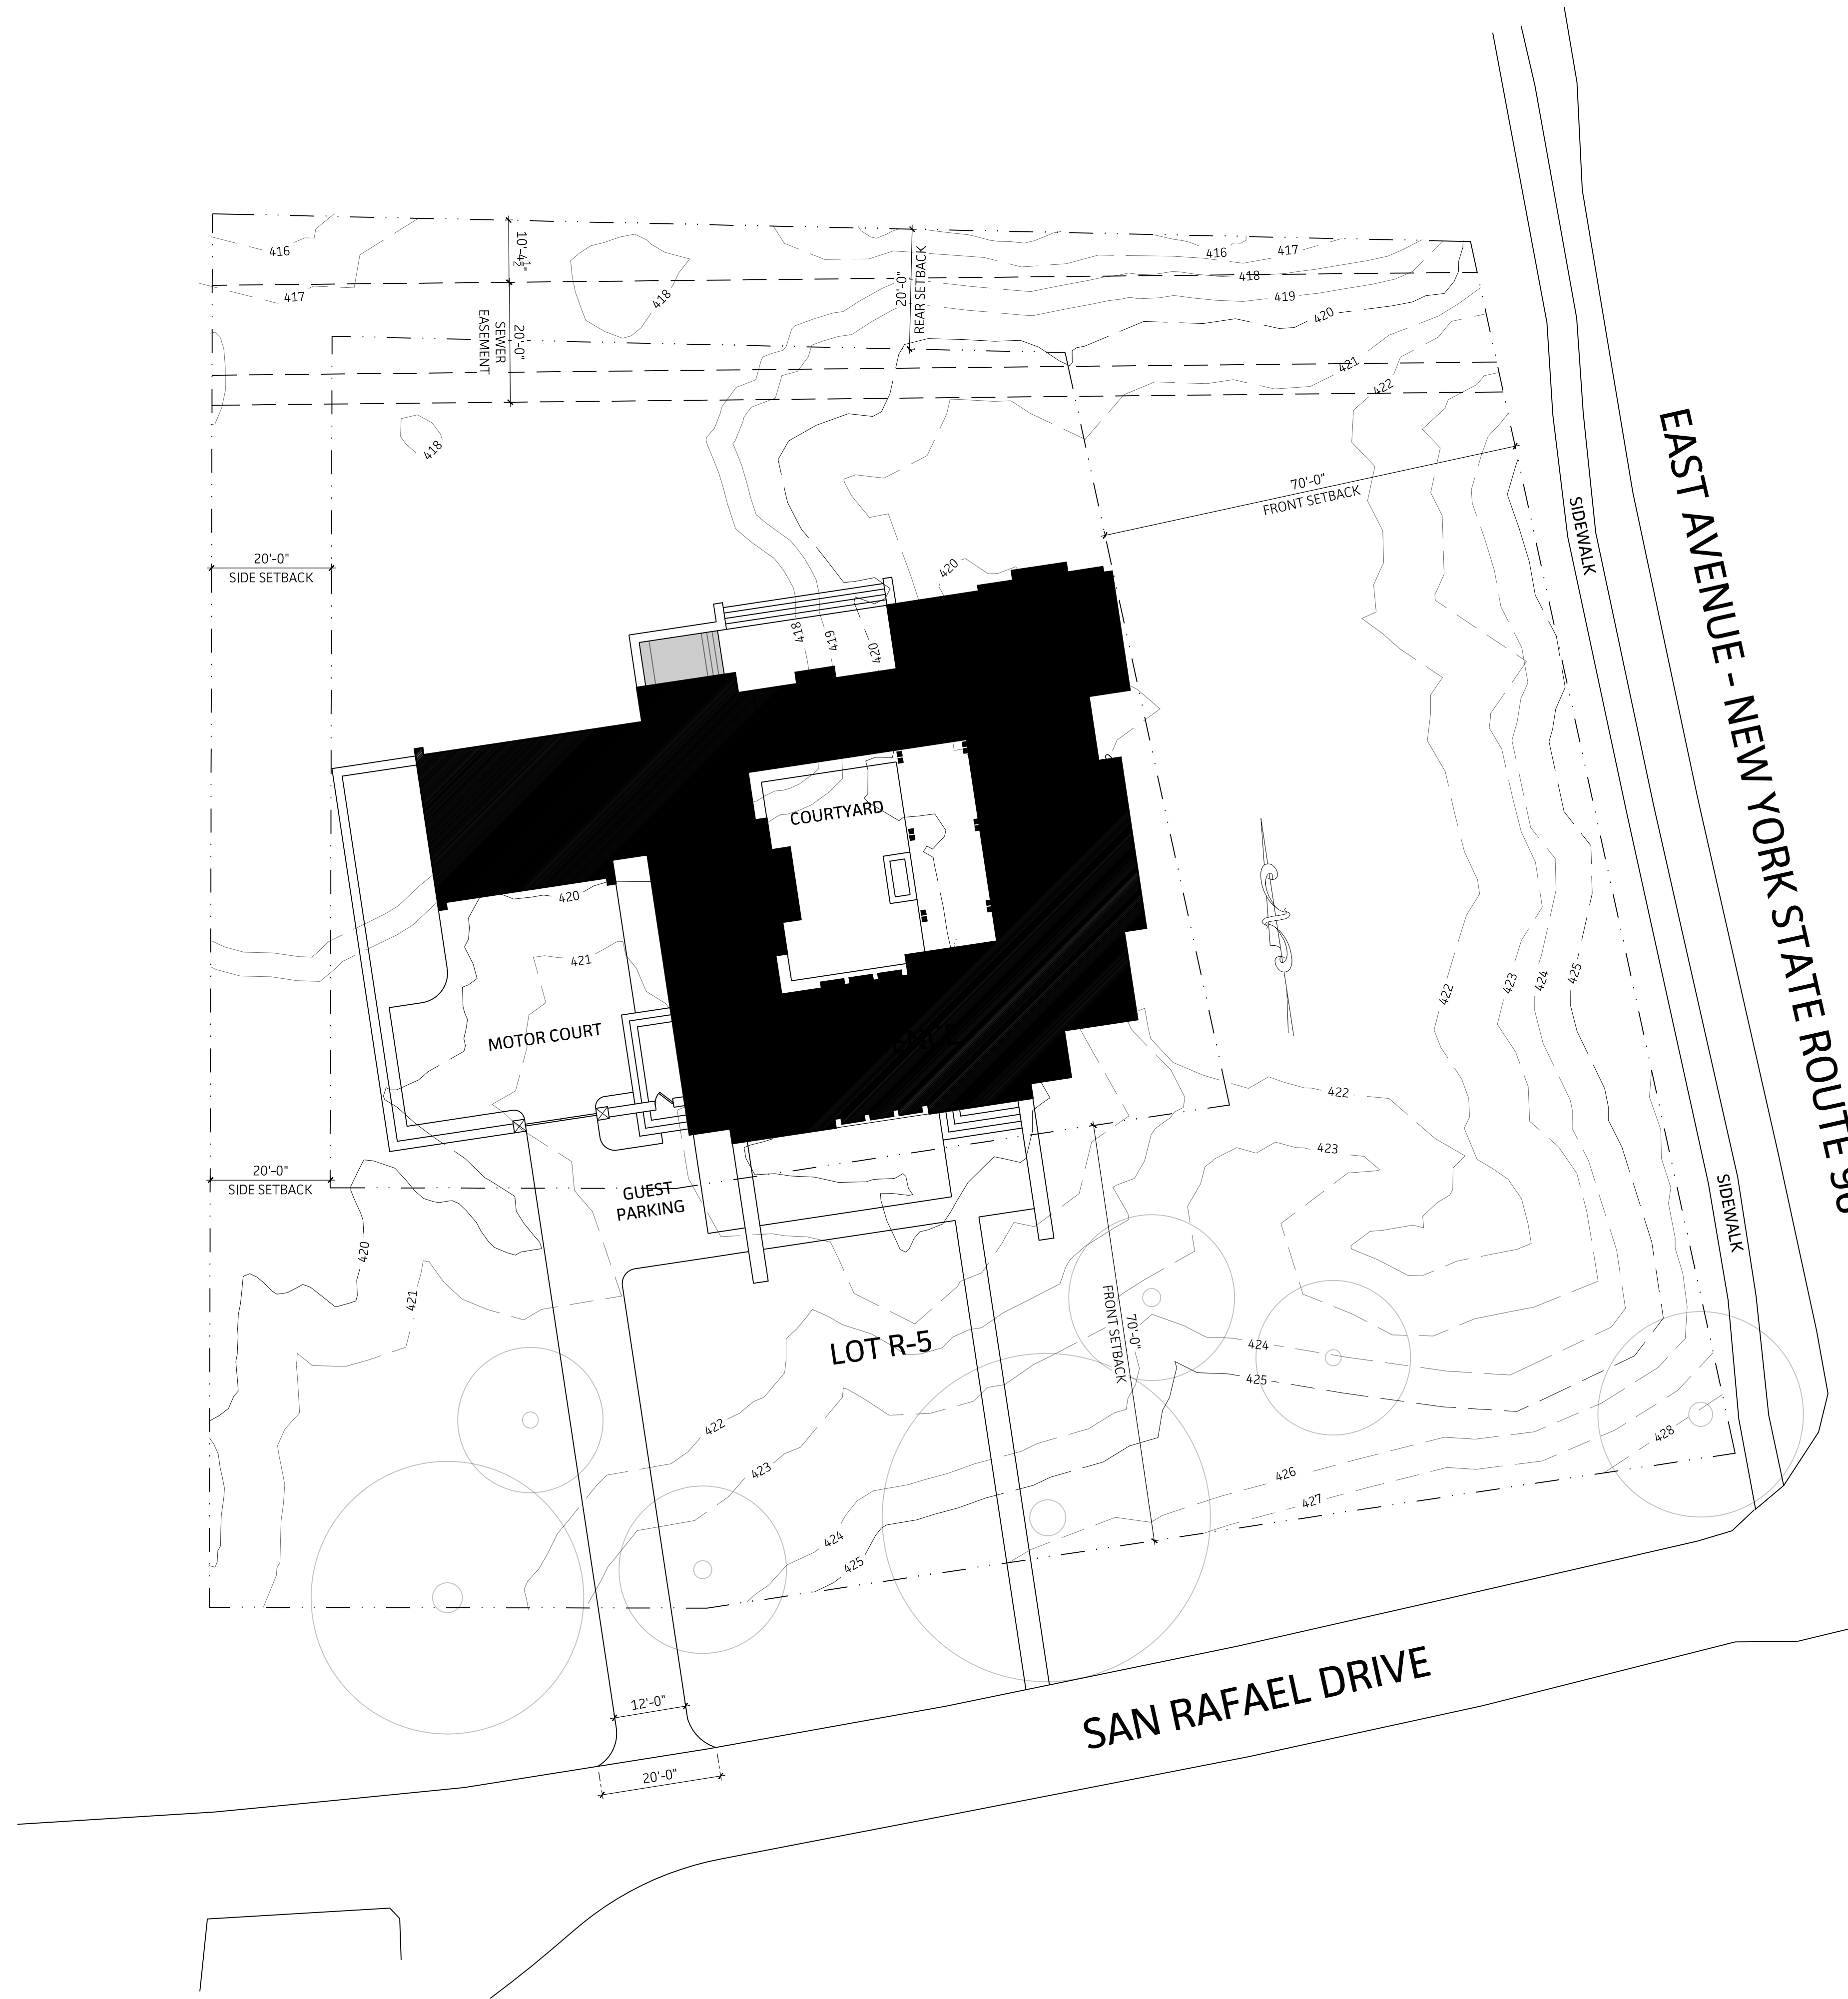 416
417
10'-4 1/2"
418
SEWER
EASEMENT
20'-0"
20'-0"
REAR SETBACK
416
417
418
419
420
421
422
418
70'-0"
FRONT SETBACK
SIDEWALK
EAST AVENUE - NEW YORK STATE ROUTE 96
20'-0"
SIDE SETBACK
420
418
419
420
COURTYARD
420
421
MOTOR COURT
422
423
424
425
422
423
20'-0"
SIDE SETBACK
GUEST
PARKING
SIDEWALK
420
421
LOT R-5
70'-0"
FRONT SETBACK
424
425
422
423
424
425
426
427
428
12'-0"
20'-0"
SAN RAFAEL DRIVE